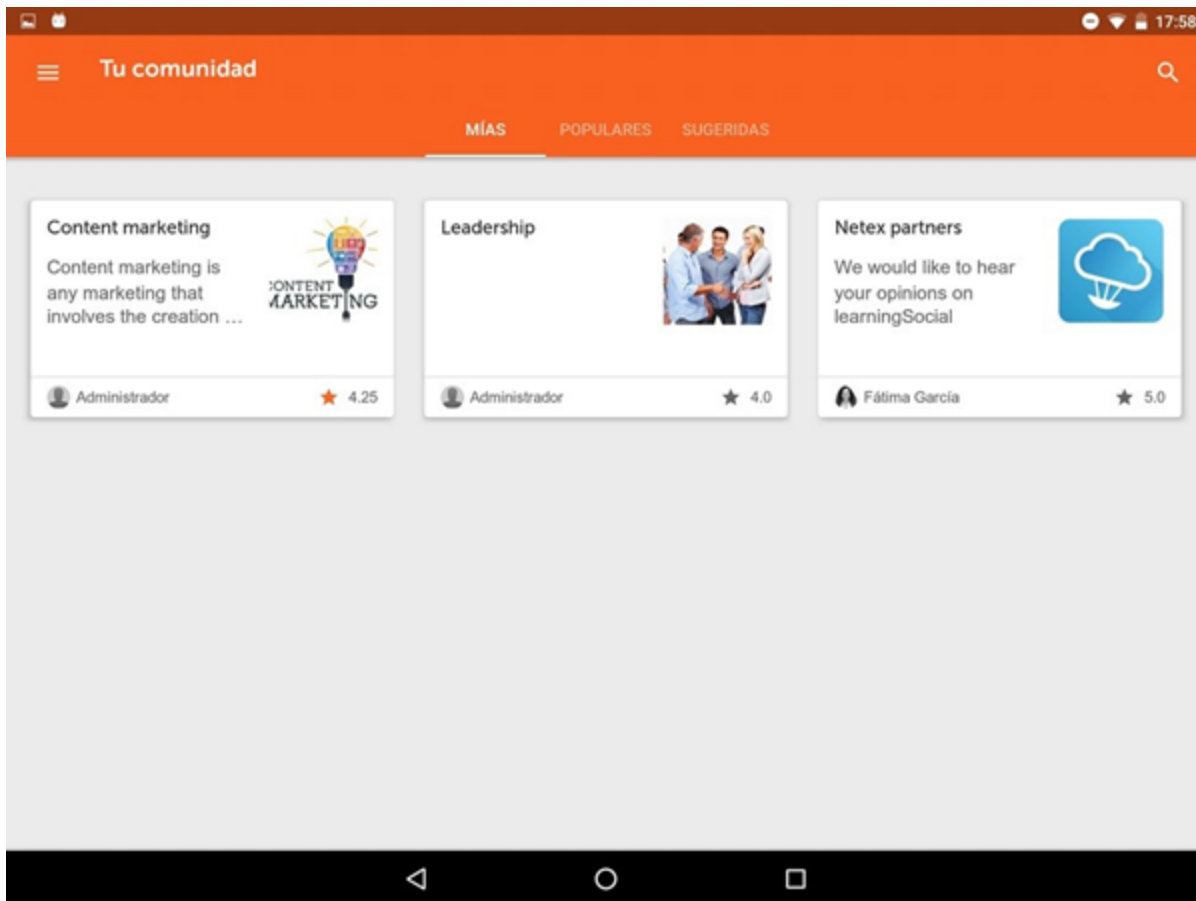 17:58
Tu comunidad
MÍAS POPULARES SUGERIDAS
Content marketing
Content marketing is
any marketing that
involves the creation ...
CONTENT
MARKETING
Administrador 4.25
Leadership
Administrador 4.0
Netex partners
We would like to hear
your opinions on
learningSocial
Fátima García 5.0